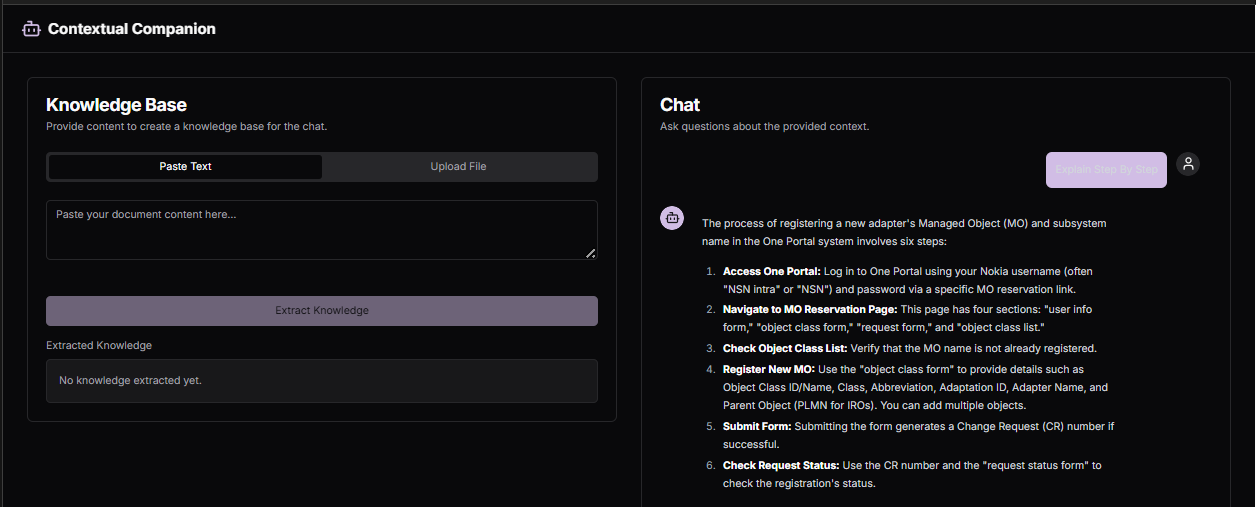 Contextual Companion
Knowledge Base
Provide content to create a knowledge base for the chat.
Paste Text
Upload File
Paste your document content here...
Extract Knowledge
Extracted Knowledge
No knowledge extracted yet.
Chat
Ask questions about the provided context.
Explain Step By Step
The process of registering a new adapter's Managed Object (MO) and subsystem
name in the One Portal system involves six steps:
1. Access One Portal: Log in to One Portal using your Nokia username (often
"NSN intra" or "NSN") and password via a specific MO reservation link.
2. Navigate to MO Reservation Page: This page has four sections: "user info
form," "object class form," "request form," and "object class list."
3. Check Object Class List: Verify that the MO name is not already registered.
4. Register New MO: Use the "object class form" to provide details such as
Object Class ID/Name, Class, Abbreviation, Adaptation ID, Adapter Name, and
Parent Object (PLMN for IROs). You can add multiple objects.
5. Submit Form: Submitting the form generates a Change Request (CR) number if
successful.
6. Check Request Status: Use the CR number and the "request status form" to
check the registration's status.